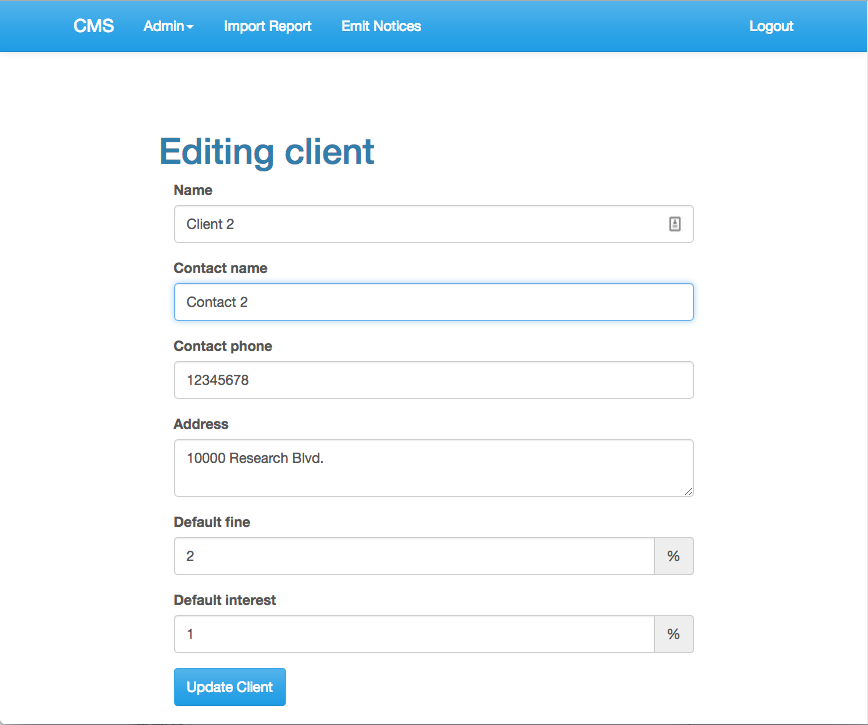 CMS Admin Import Report Emit Notices Logout
Editing client
Name
Client 2
Contact name
Contact 2
Contact phone
12345678
Address
10000 Research Blvd.
Default fine
2 %
Default interest
1 %
Update Client